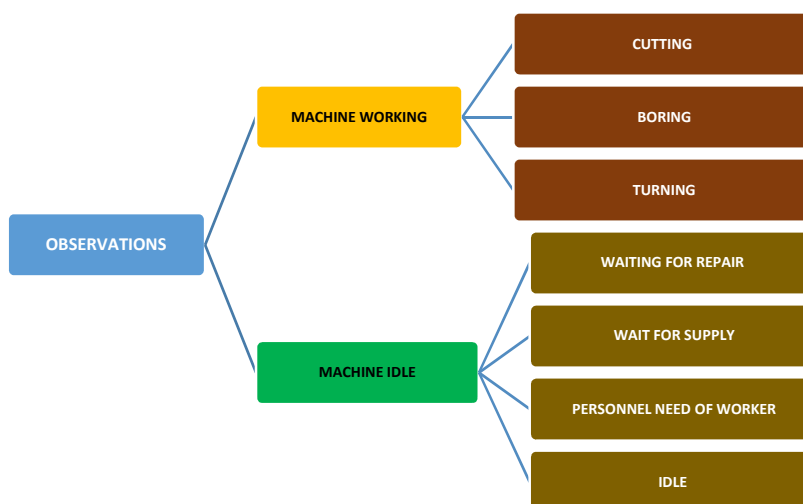 OBSERVATIONS
MACHINE WORKING
CUTTING
BORING
TURNING
MACHINE IDLE
WAITING FOR REPAIR
WAIT FOR SUPPLY
PERSONNEL NEED OF WORKER
IDLE